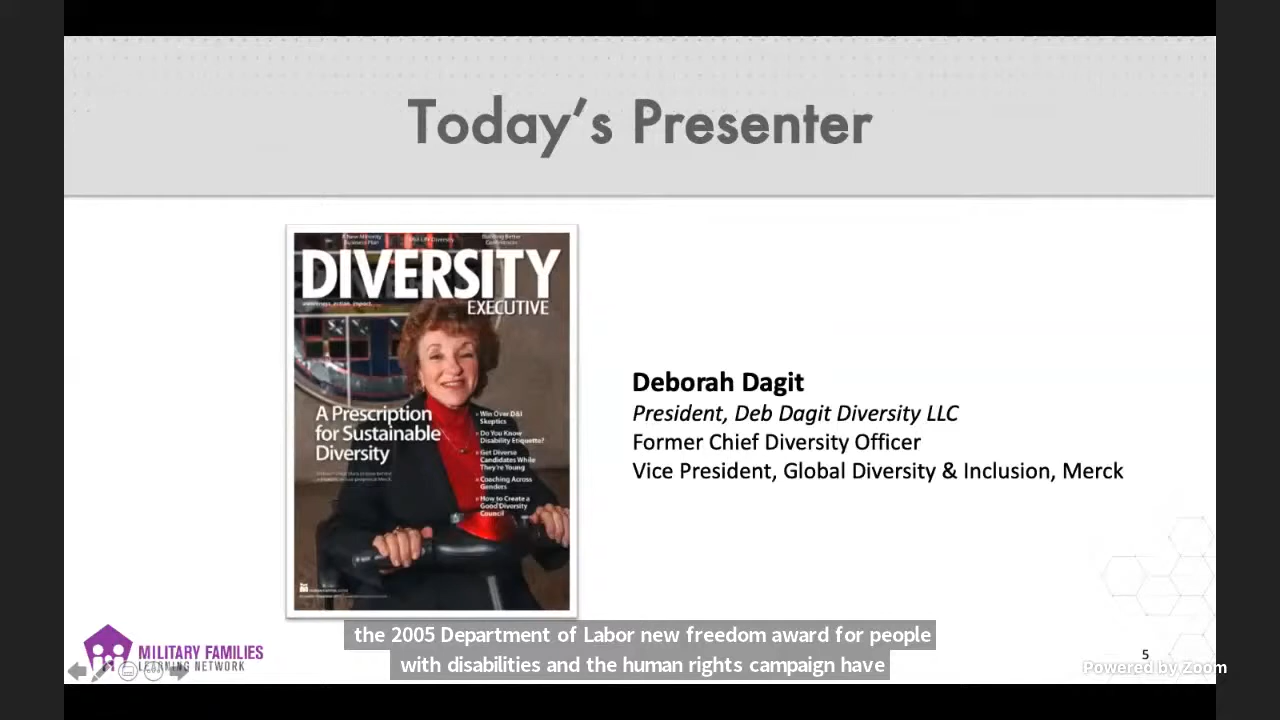 Today's Presenter
DIVERSITY
EXECUTIVE
A Prescription
for Sustainable
Diversity
› Win Over D&I
Skeptics
› Do You Know
Disability Etiquette?
› Get Diverse
Candidates While
They're Young
› Coaching Across
Genders
› How to Create a
Good Diversity
Council
Deborah Dagit
President, Deb Dagit Diversity LLC
Former Chief Diversity Officer
Vice President, Global Diversity & Inclusion, Merck
the 2005 Department of Labor new freedom award for people
with disabilities and the human rights campaign have
MILITARY FAMILIES
LEARNING NETWORK
5
Powered by Zoom